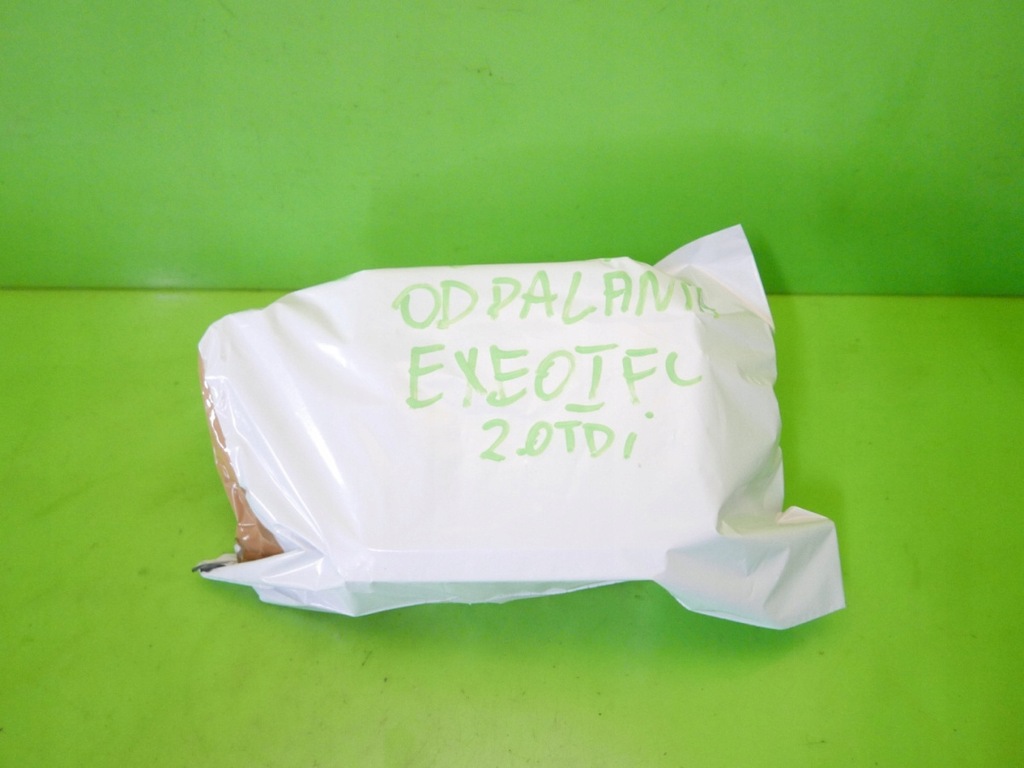 ODPALANIE
EXEO I FL
2.0TDi